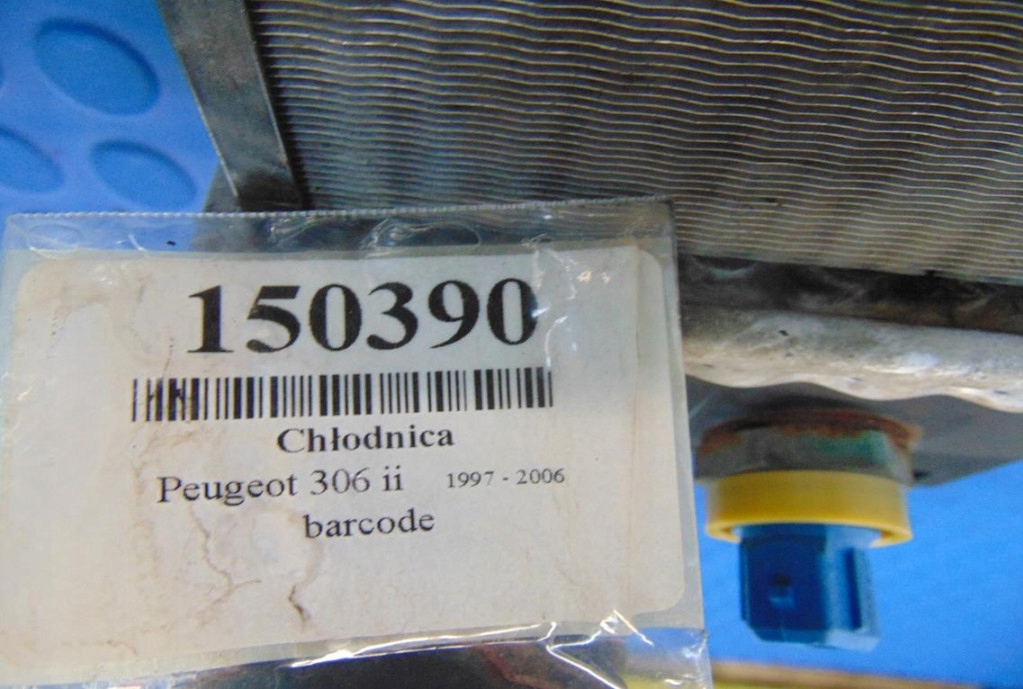 150390
Chłodnica
Peugeot 306 ii 1997 - 2006
barcode